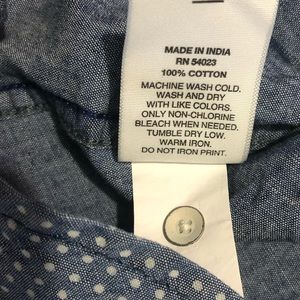 MADE IN INDIA
RN 54023
100% COTTON
MACHINE WASH COLD.
WASH AND DRY
WITH LIKE COLORS.
ONLY NON-CHLORINE
BLEACH WHEN NEEDED.
TUMBLE DRY LOW.
WARM IRON.
DO NOT IRON PRINT.